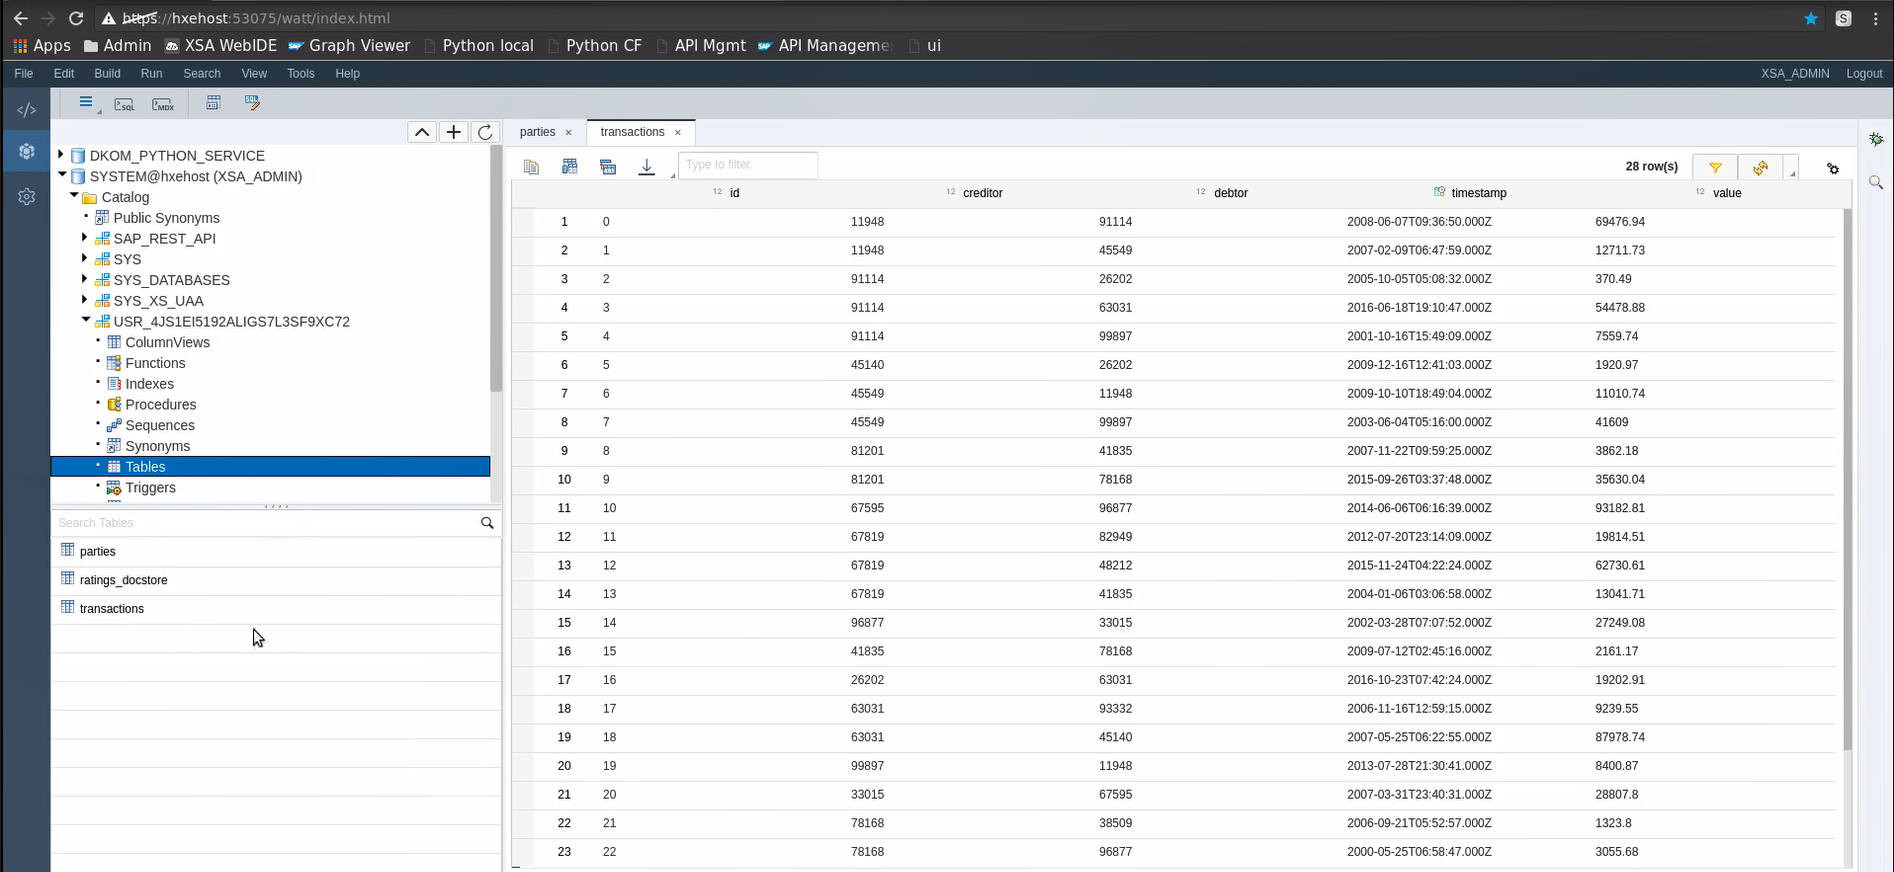 https://hxehost:53075/watt/index.html
S
Apps Admin XSA WebIDE Graph Viewer Python local Python CF API Mgmt API Manageme ui
File Edit Build Run Search View Tools Help XSA_ADMIN Logout
SQL MDX SQL
DKOM_PYTHON_SERVICE
SYSTEM@hxehost (XSA_ADMIN)
Catalog
Public Synonyms
SAP_REST_API
SYS
SYS_DATABASES
SYS_XS_UAA
USR_4JS1EI5192ALIGS7L3SF9XC72
ColumnViews
Functions
Indexes
Procedures
Sequences
Synonyms
Tables
Triggers
Search Tables
parties
ratings_docstore
transactions
parties × transactions ×
Type to filter. 28 row(s)
12 id 12 creditor 12 debtor timestamp 12 value
1 0 11948 91114 2008-06-07T09:36:50.000Z 69476.94
2 1 11948 45549 2007-02-09T06:47:59.000Z 12711.73
3 2 91114 26202 2005-10-05T05:08:32.000Z 370.49
4 3 91114 63031 2016-06-18T19:10:47.000Z 54478.88
5 4 91114 99897 2001-10-16T15:49:09.000Z 7559.74
6 5 45140 26202 2009-12-16T12:41:03.000Z 1920.97
7 6 45549 11948 2009-10-10T18:49:04.000Z 11010.74
8 7 45549 99897 2003-06-04T05:16:00.000Z 41609
9 8 81201 41835 2007-11-22T09:59:25.000Z 3862.18
10 9 81201 78168 2015-09-26T03:37:48.000Z 35630.04
11 10 67595 96877 2014-06-06T06:16:39.000Z 93182.81
12 11 67819 82949 2012-07-20T23:14:09.000Z 19814.51
13 12 67819 48212 2015-11-24T04:22:24.000Z 62730.61
14 13 67819 41835 2004-01-06T03:06:58.000Z 13041.71
15 14 96877 33015 2002-03-28T07:07:52.000Z 27249.08
16 15 41835 78168 2009-07-12T02:45:16.000Z 2161.17
17 16 26202 63031 2016-10-23T07:42:24.000Z 19202.91
18 17 63031 93332 2006-11-16T12:59:15.000Z 9239.55
19 18 63031 45140 2007-05-25T06:22:55.000Z 87978.74
20 19 99897 11948 2013-07-28T21:30:41.000Z 8400.87
21 20 33015 67595 2007-03-31T23:40:31.000Z 28807.8
22 21 78168 38509 2006-09-21T05:52:57.000Z 1323.8
23 22 78168 96877 2000-05-25T06:58:47.000Z 3055.68